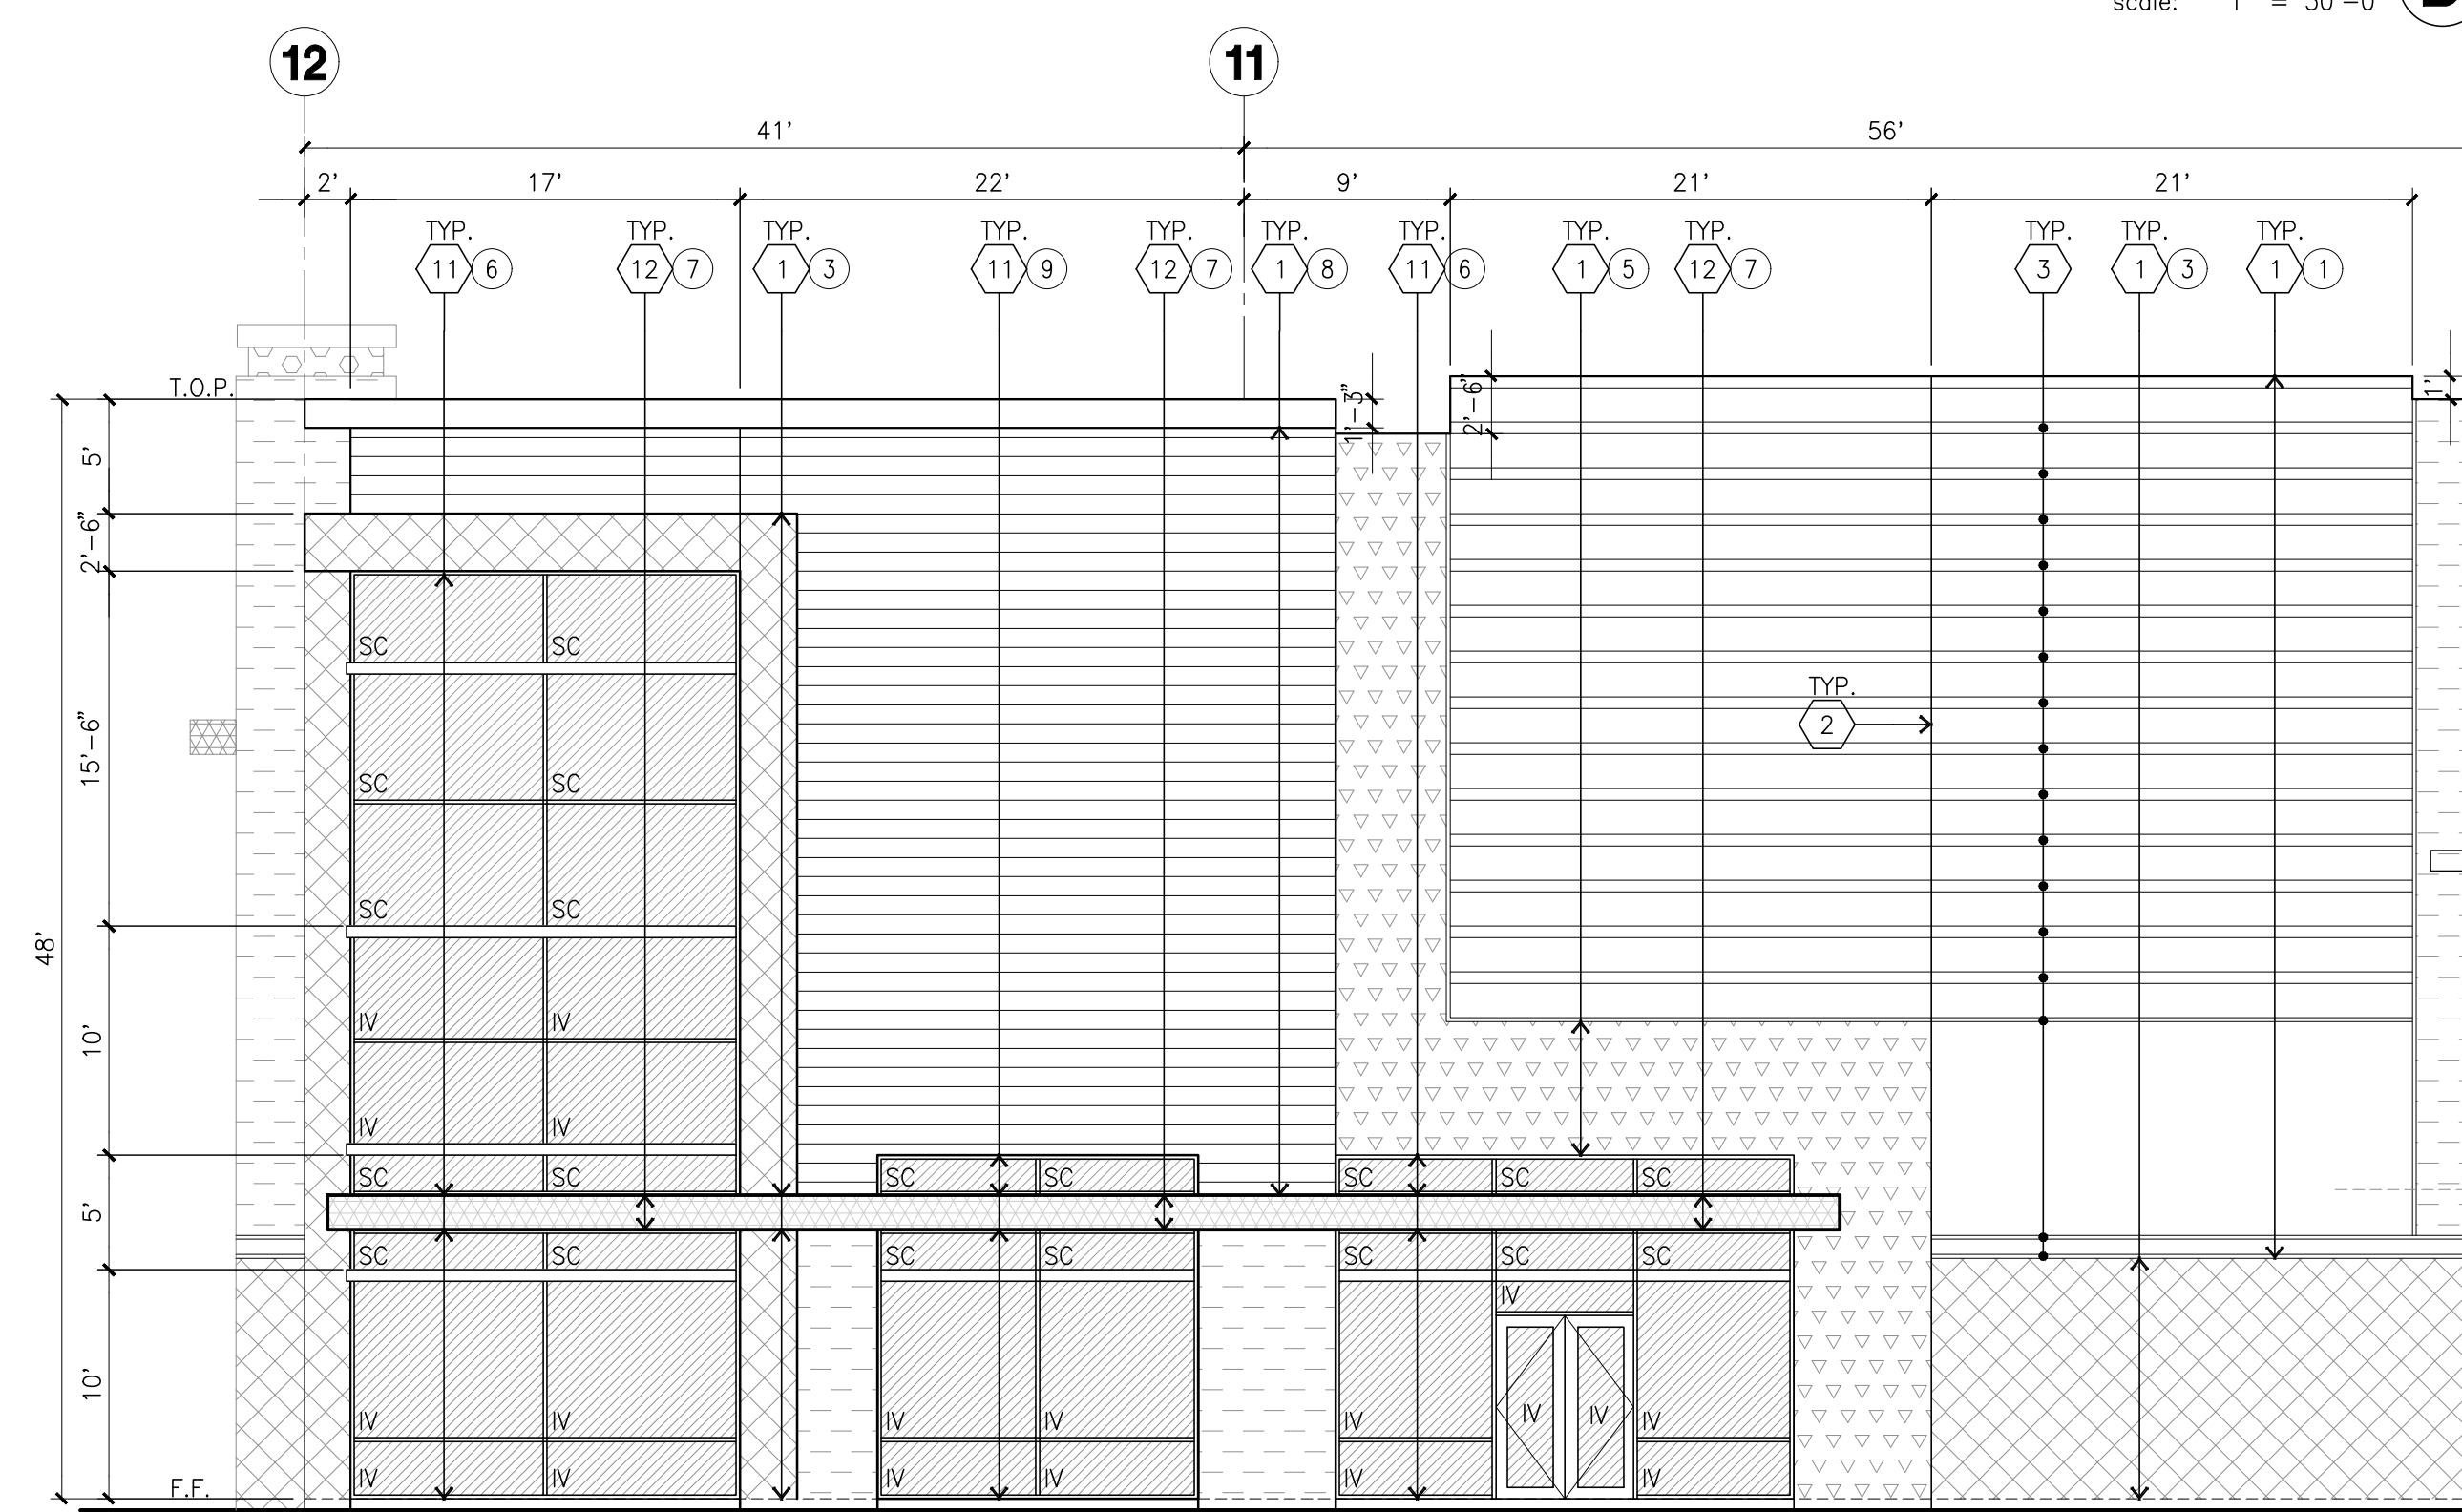 scale: 1" = 30'-0"
12
11
41'
56'
2'
17'
22'
9'
21'
21'
TYP.
TYP.
TYP.
TYP.
TYP.
TYP.
TYP.
TYP.
TYP.
TYP.
TYP.
TYP.
11 6
12 7
1 3
11 9
12 7
1 8
11 6
1 5
12 7
3
1 3
1 1
T.O.P.
1'-3"
2'-6"
1'
5'
2'-6"
SC
SC
TYP.
2
15'-6"
SC
SC
SC
SC
48'
IV
IV
10'
IV
IV
SC
SC
SC
SC
SC
SC
SC
5'
SC
SC
SC
SC
SC
SC
SC
IV
10'
IV
IV
IV
IV
IV
IV
IV
IV
IV
IV
IV
IV
IV
IV
F.F.